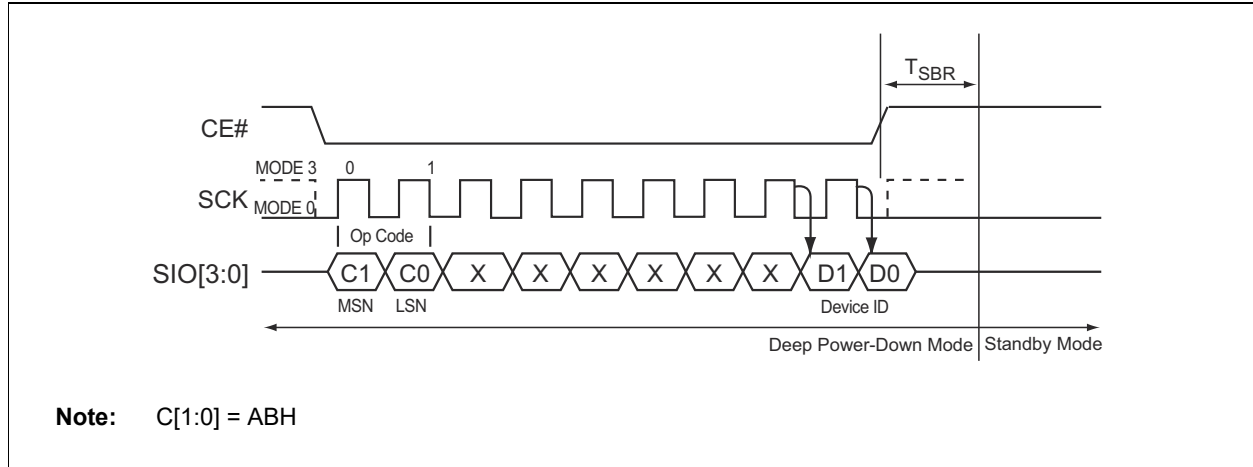 TSBR
CE#
MODE 3 0 1
SCK
MODE 0
Op Code
SIO[3:0] C1 C0 X X X X X X D1 D0
MSN LSN Device ID
Deep Power-Down Mode Standby Mode
Note: C[1:0] = ABH